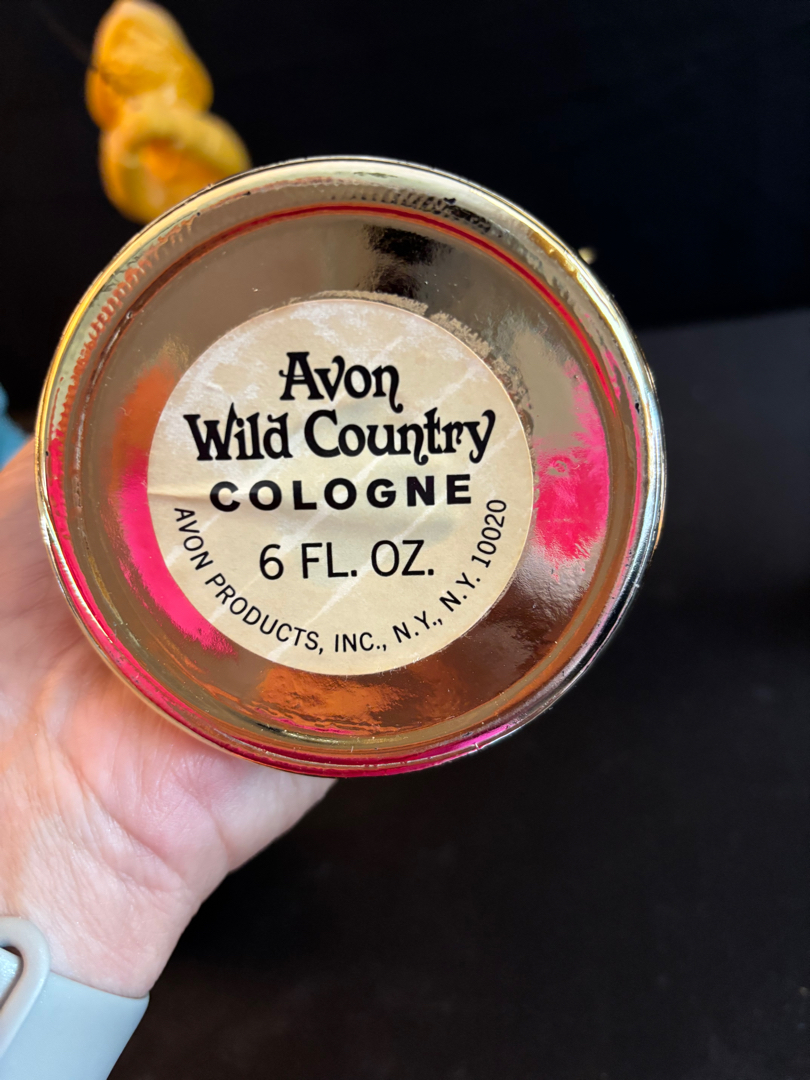 Avon
Wild Country
COLOGNE
6 FL. OZ.
AVON PRODUCTS, INC., N.Y., N.Y. 10020